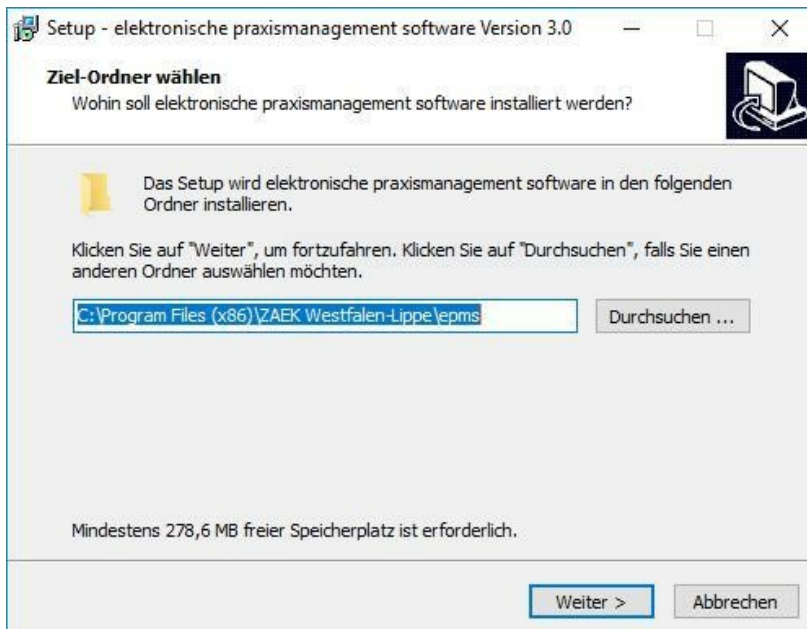 Setup - elektronische praxismanagement software Version 3.0
Ziel-Ordner wählen
Wohin soll elektronische praxismanagement software installiert werden?
Das Setup wird elektronische praxismanagement software in den folgenden
Ordner installieren.
Klicken Sie auf "Weiter", um fortzufahren. Klicken Sie auf "Durchsuchen", falls Sie einen
anderen Ordner auswählen möchten.
C:\Program Files (x86)\ZAEK Westfalen-Lippe\epms
Durchsuchen ...
Mindestens 278,6 MB freier Speicherplatz ist erforderlich.
Weiter >
Abbrechen